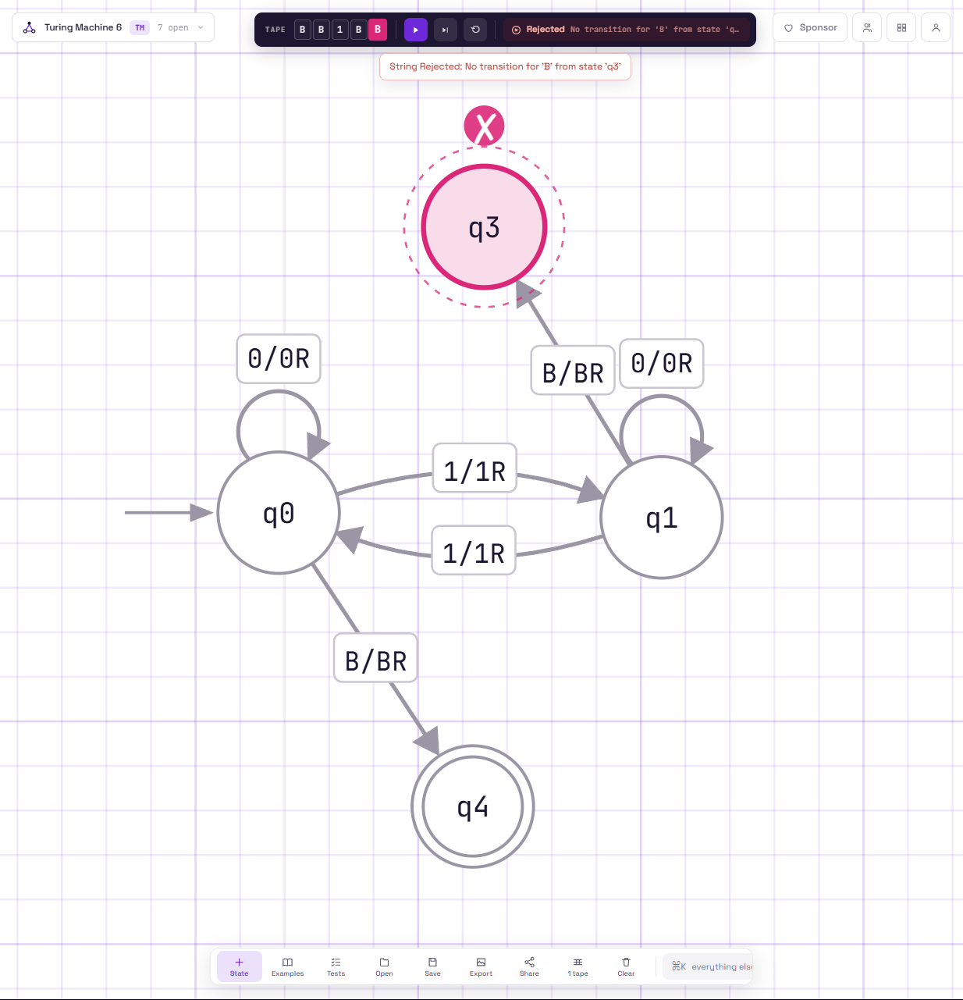 Turing Machine 6 TM 7 open
TAPE B B 1 B B
Rejected No transition for 'B' from state 'q…
Sponsor
String Rejected: No transition for 'B' from state 'q3'
X
q3
0/0R
B/BR
0/0R
1/1R
q0
q1
1/1R
B/BR
q4
State
Examples
Tests
Open
Save
Export
Share
1 tape
Clear
⌘K everything else